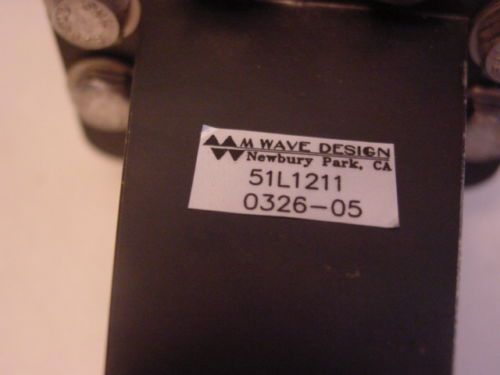 M WAVE DESIGN
Newbury Park, CA
51L1211
0326-05